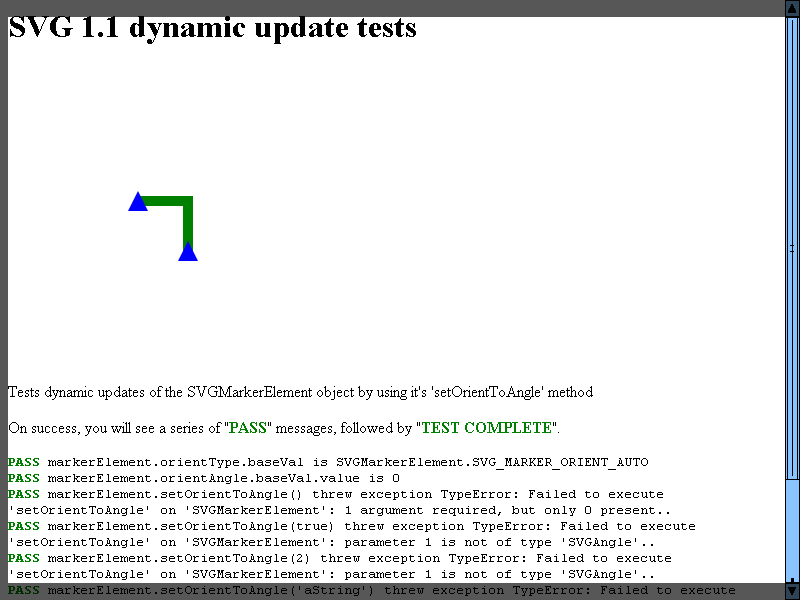 SVG 1.1 dynamic update tests
Tests dynamic updates of the SVGMarkerElement object by using it's 'setOrientToAngle' method
On success, you will see a series of "PASS" messages, followed by "TEST COMPLETE".
PASS markerElement.orientType.baseVal is SVGMarkerElement.SVG_MARKER_ORIENT_AUTO
PASS markerElement.orientAngle.baseVal.value is 0
PASS markerElement.setOrientToAngle() threw exception TypeError: Failed to execute
'setOrientToAngle' on 'SVGMarkerElement': 1 argument required, but only 0 present..
PASS markerElement.setOrientToAngle(true) threw exception TypeError: Failed to execute
'setOrientToAngle' on 'SVGMarkerElement': parameter 1 is not of type 'SVGAngle'..
PASS markerElement.setOrientToAngle(2) threw exception TypeError: Failed to execute
'setOrientToAngle' on 'SVGMarkerElement': parameter 1 is not of type 'SVGAngle'..
PASS markerElement.setOrientToAngle('aString') threw exception TypeError: Failed to execute